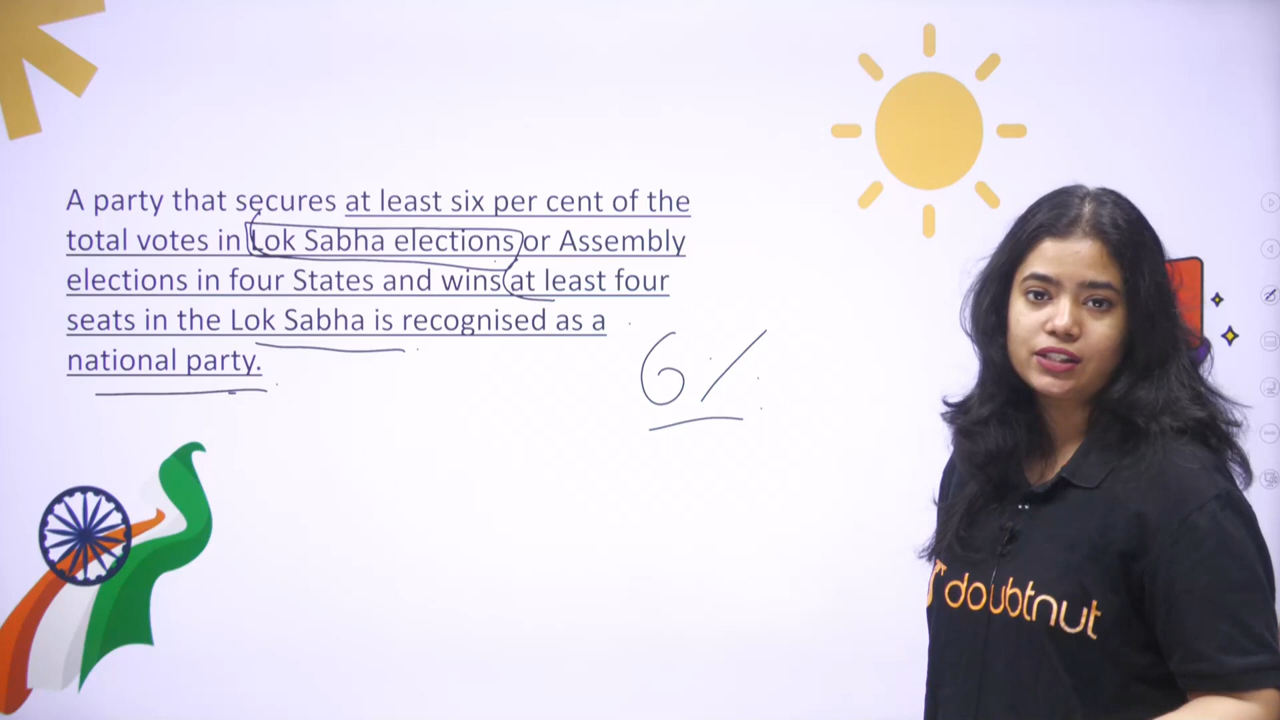 A party that secures at least six per cent of the
total votes in Lok Sabha elections or Assembly
elections in four States and wins at least four
seats in the Lok Sabha is recognised as a
national party.
6%
doubtnut